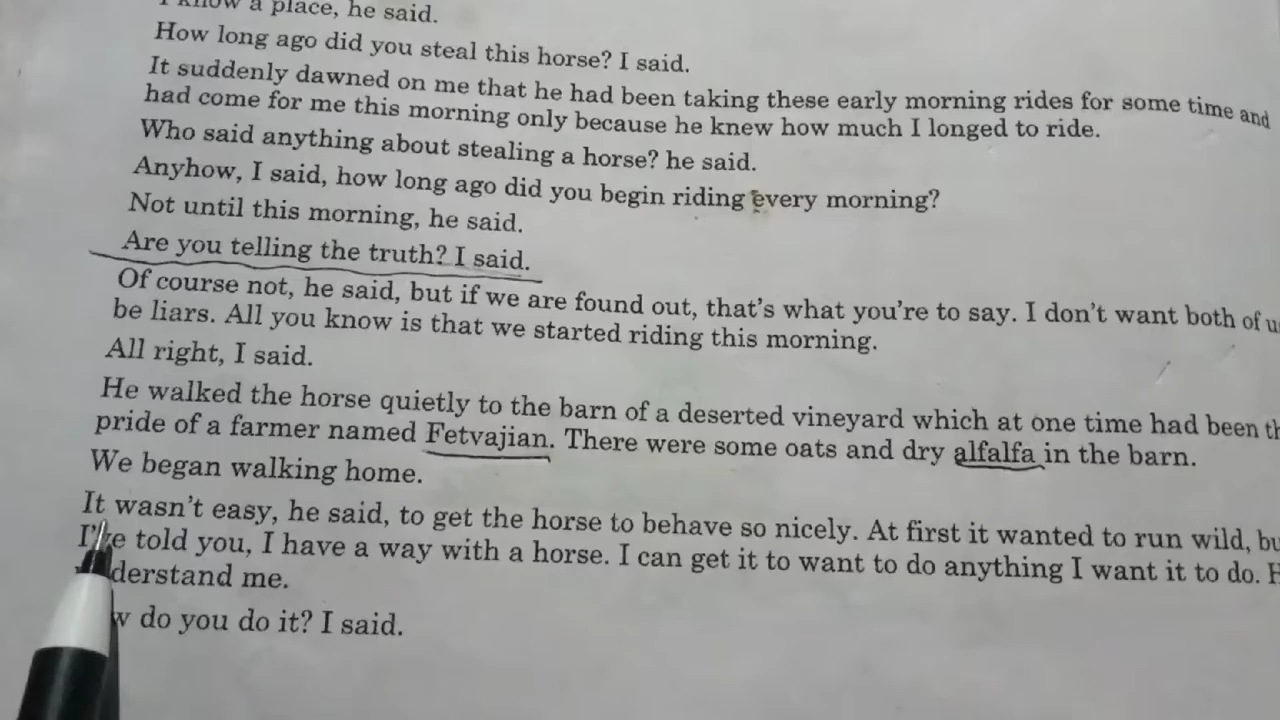 I know a place, he said.
How long ago did you steal this horse? I said.
It suddenly dawned on me that he had been taking these early morning rides for some time and
had come for me this morning only because he knew how much I longed to ride.
Who said anything about stealing a horse? he said.
Anyhow, I said, how long ago did you begin riding every morning?
Not until this morning, he said.
Are you telling the truth? I said.
Of course not, he said, but if we are found out, that's what you're to say. I don't want both of
be liars. All you know is that we started riding this morning.
All right, I said.
He walked the horse quietly to the barn of a deserted vineyard which at one time had been
pride of a farmer named Fetvajian. There were some oats and dry alfalfa in the barn.
We began walking home.
It wasn't easy, he said, to get the horse to behave so nicely. At first it wanted to run wild,
I've told you, I have a way with a horse. I can get it to want to do anything I want it to do.
me.
do you do it? I said.